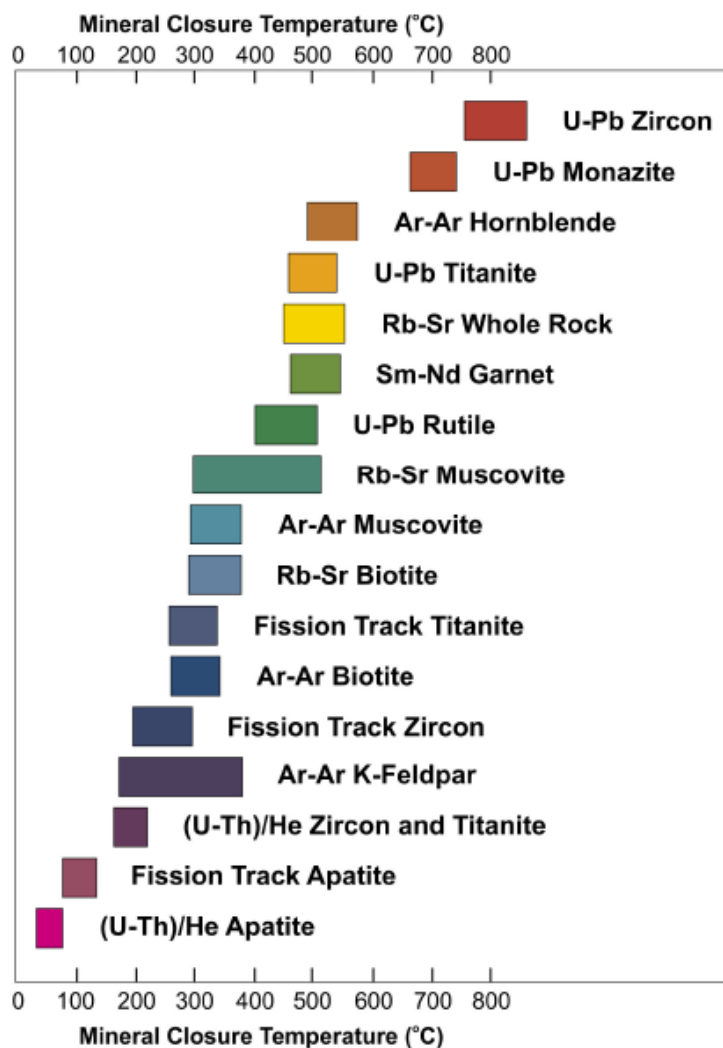 Mineral Closure Temperature (°C)
0 100 200 300 400 500 600 700 800
U-Pb Zircon
U-Pb Monazite
Ar-Ar Hornblende
U-Pb Titanite
Rb-Sr Whole Rock
Sm-Nd Garnet
U-Pb Rutile
Rb-Sr Muscovite
Ar-Ar Muscovite
Rb-Sr Biotite
Fission Track Titanite
Ar-Ar Biotite
Fission Track Zircon
Ar-Ar K-Feldpar
(U-Th)/He Zircon and Titanite
Fission Track Apatite
(U-Th)/He Apatite
0 100 200 300 400 500 600 700 800
Mineral Closure Temperature (°C)